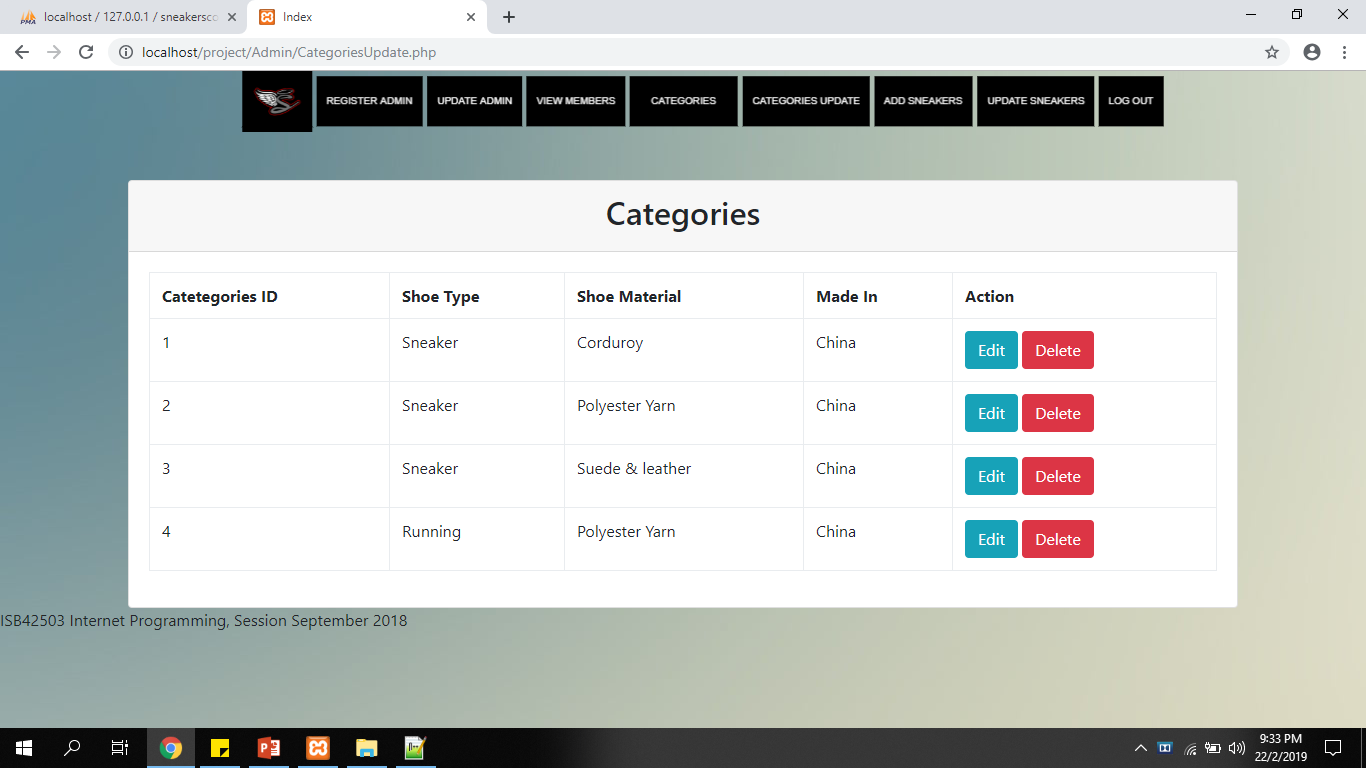 localhost / 127.0.0.1 / sneakersco
Index
localhost/project/Admin/CategoriesUpdate.php
REGISTER ADMIN UPDATE ADMIN VIEW MEMBERS CATEGORIES CATEGORIES UPDATE ADD SNEAKERS UPDATE SNEAKERS LOG OUT
Categories
Catetegories ID Shoe Type Shoe Material Made In Action
1 Sneaker Corduroy China Edit Delete
2 Sneaker Polyester Yarn China Edit Delete
3 Sneaker Suede & leather China Edit Delete
4 Running Polyester Yarn China Edit Delete
ISB42503 Internet Programming, Session September 2018
9:33 PM
22/2/2019